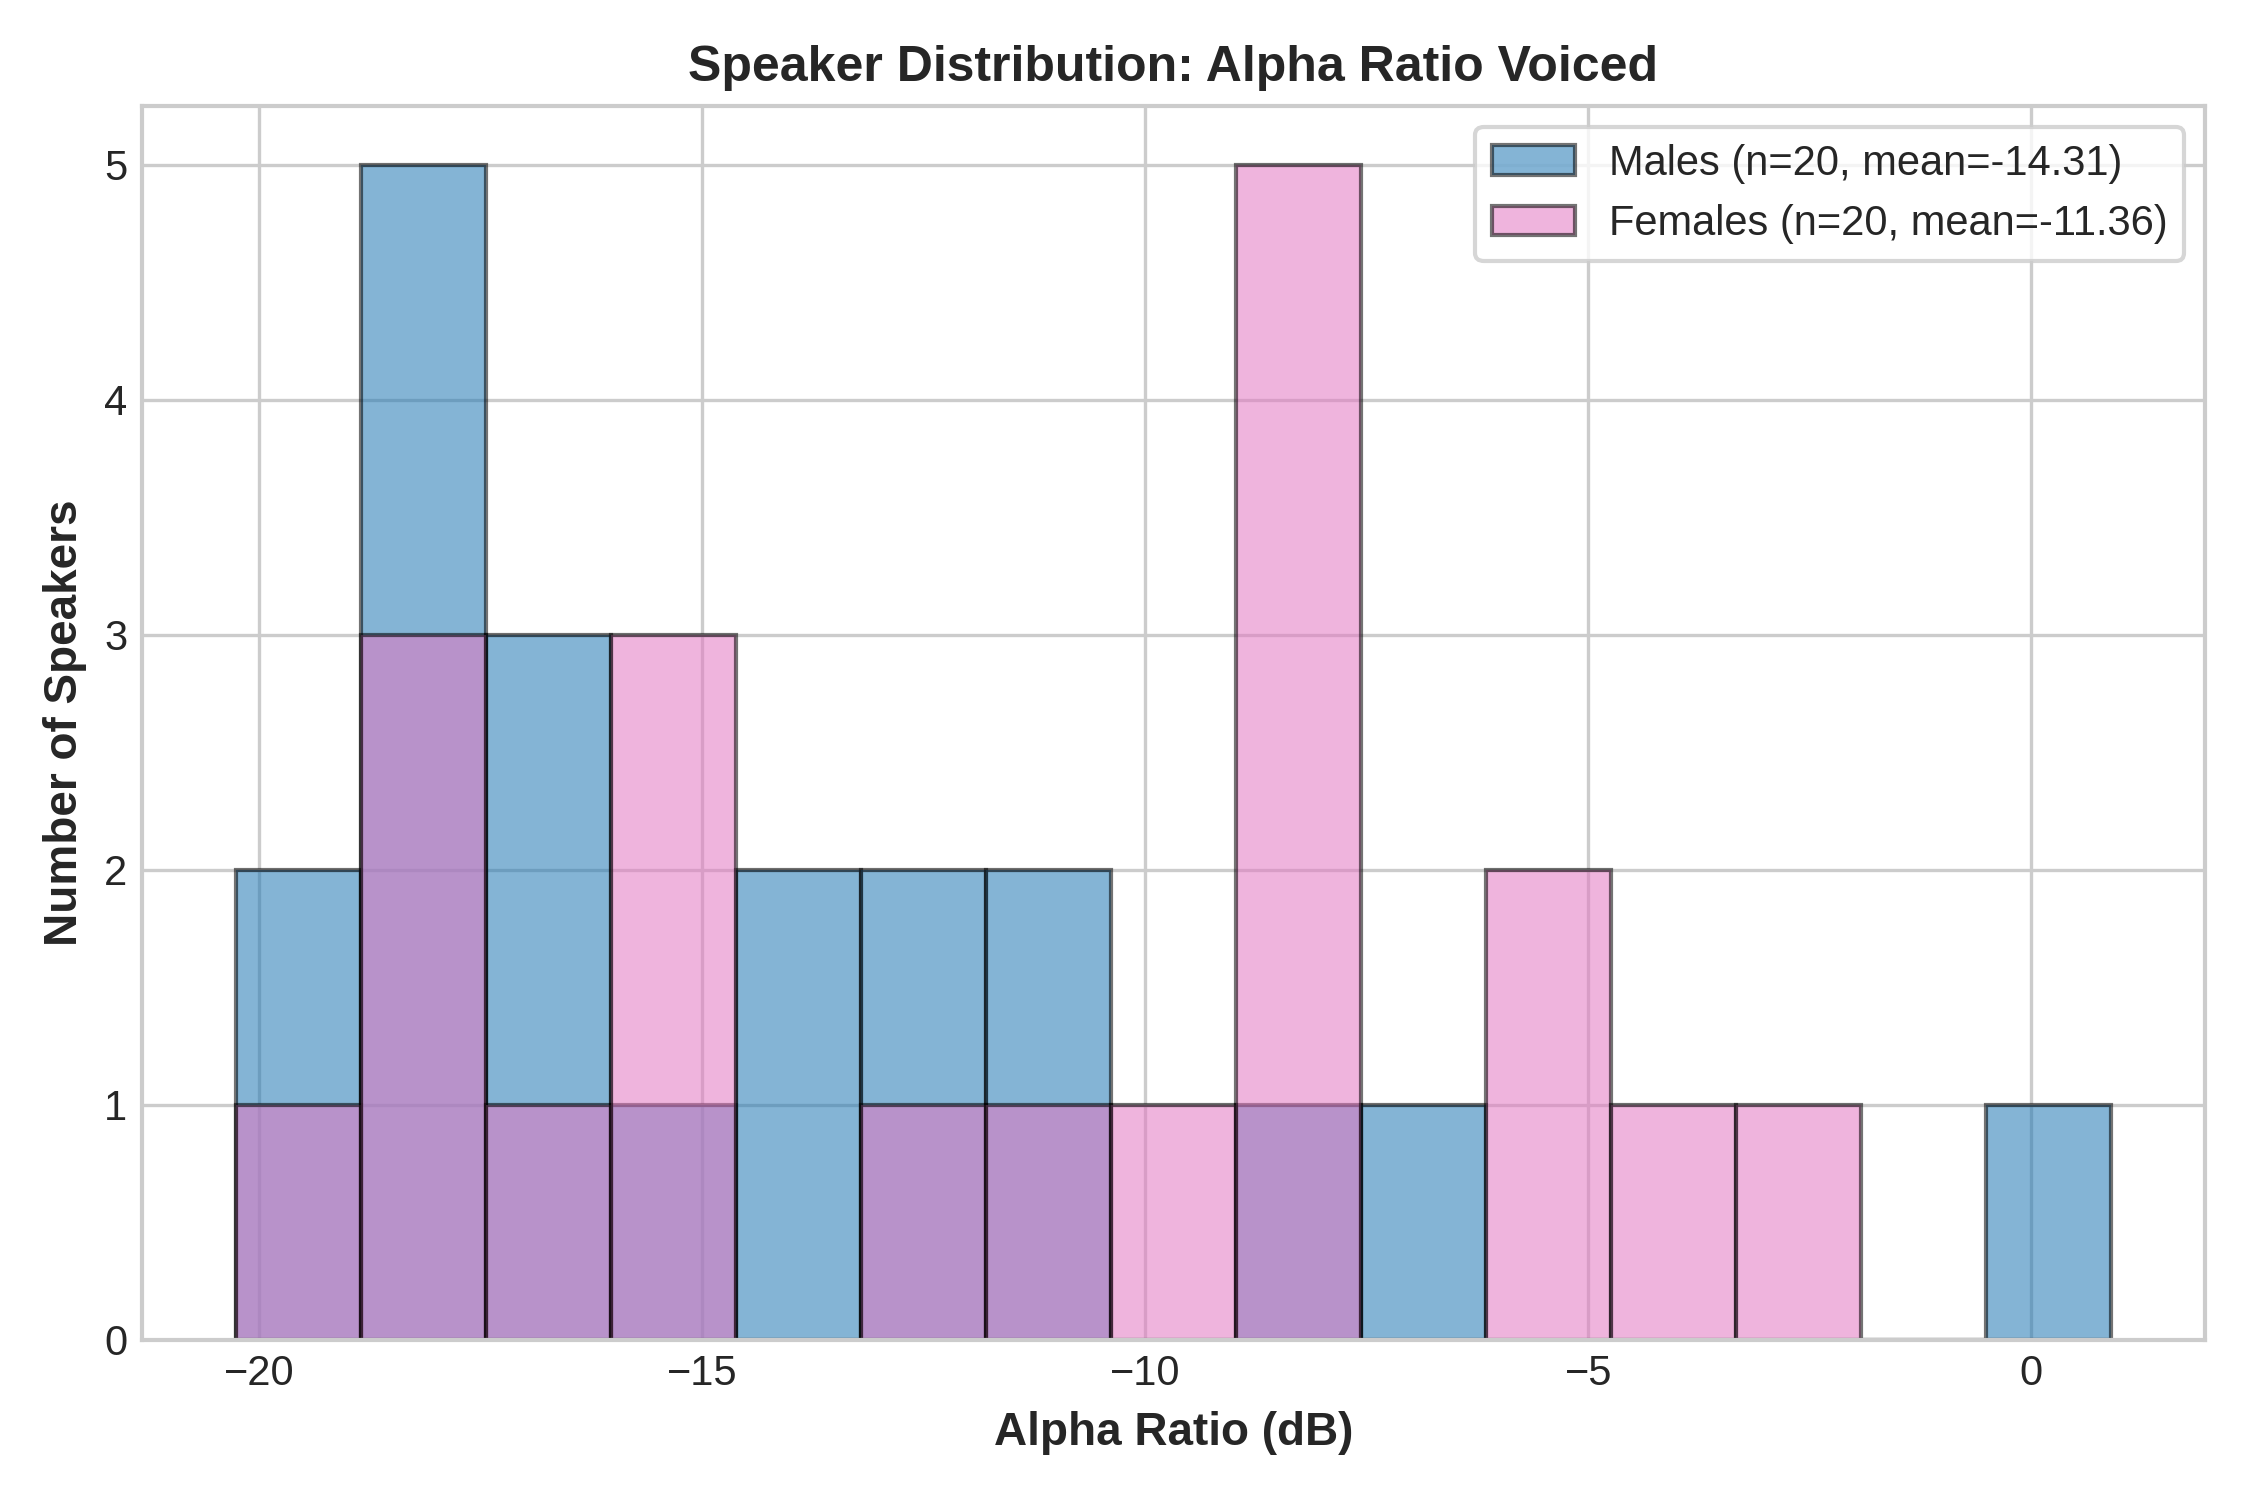 Speaker Distribution: Alpha Ratio Voiced
Males (n=20, mean=-14.31)
Females (n=20, mean=-11.36)
Number of Speakers
5
4
3
2
1
0
−20 −15 −10 −5 0
Alpha Ratio (dB)